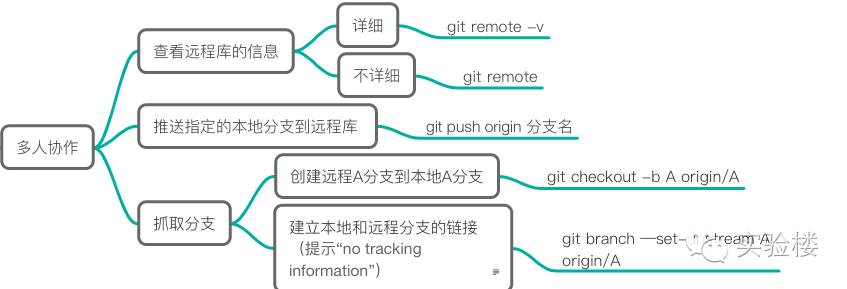 多人协作
查看远程库的信息
详细
git remote -v
不详细
git remote
推送指定的本地分支到远程库
git push origin 分支名
抓取分支
创建远程A分支到本地A分支
git checkout -b A origin/A
建立本地和远程分支的链接
（提示“no tracking
information”）
git branch —set- A
origin/A
实验楼